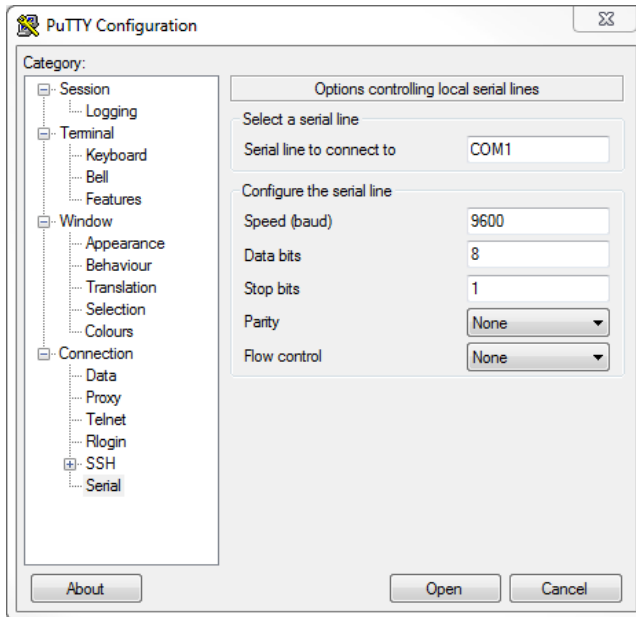 PuTTY Configuration
Category:
Session
Logging
Terminal
Keyboard
Bell
Features
Window
Appearance
Behaviour
Translation
Selection
Colours
Connection
Data
Proxy
Telnet
Rlogin
SSH
Serial
Options controlling local serial lines
Select a serial line
Serial line to connect to COM1
Configure the serial line
Speed (baud) 9600
Data bits 8
Stop bits 1
Parity None
Flow control None
About Open Cancel